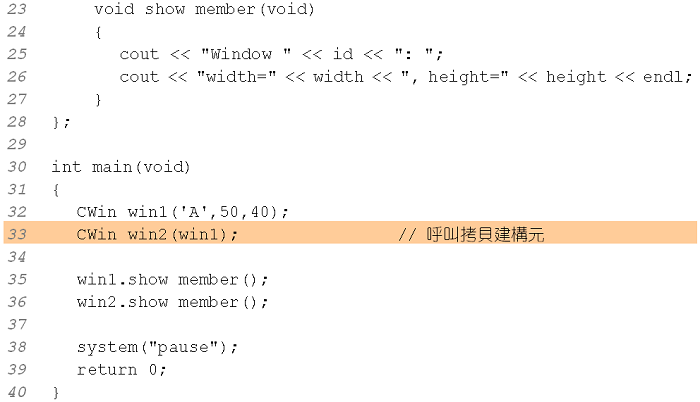 23 void show member(void)
24 {
25 cout << "Window " << id << ": ";
26 cout << "width=" << width << ", height=" << height << endl;
27 }
28 };
29
30 int main(void)
31 {
32 CWin win1('A',50,40);
33 CWin win2(win1); // 呼叫拷貝建構元
34
35 win1.show member();
36 win2.show member();
37
38 system("pause");
39 return 0;
40 }